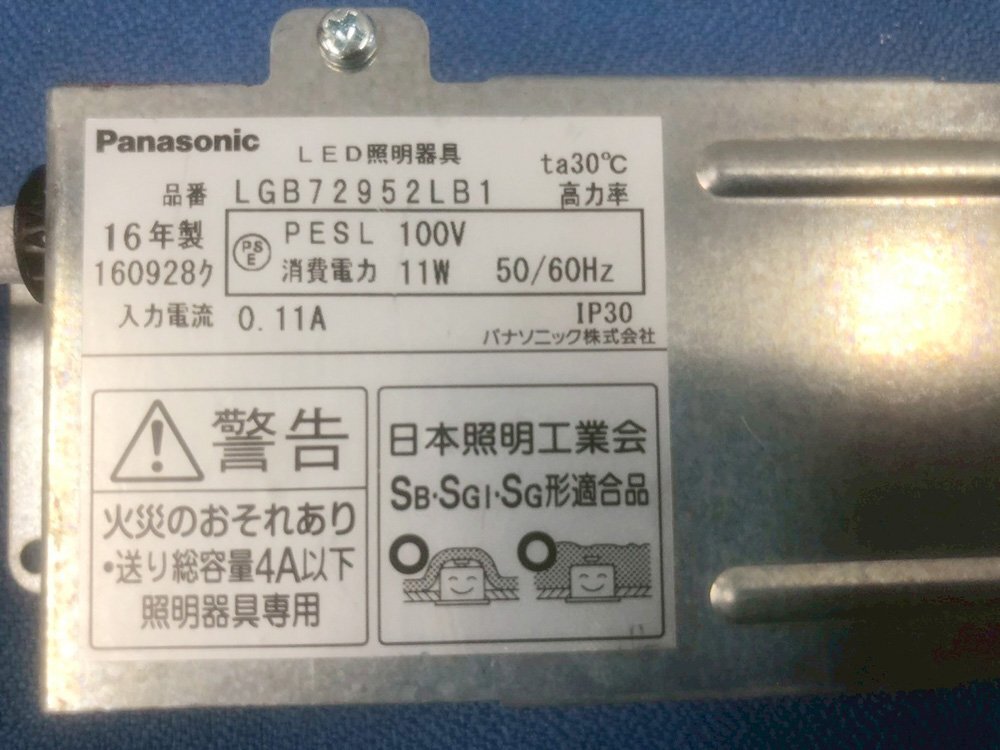 Panasonic
LED照明器具
ta30℃
品番 LGB72952LB1
高力率
16年製
PS
E
PESL 100V
160928ｸ
消費電力 11W 50/60Hz
入力電流 0.11A
IP30
パナソニック株式会社
警告
火災のおそれあり
・送り総容量4A以下
照明器具専用
日本照明工業会
SB・SGI・SG形適合品